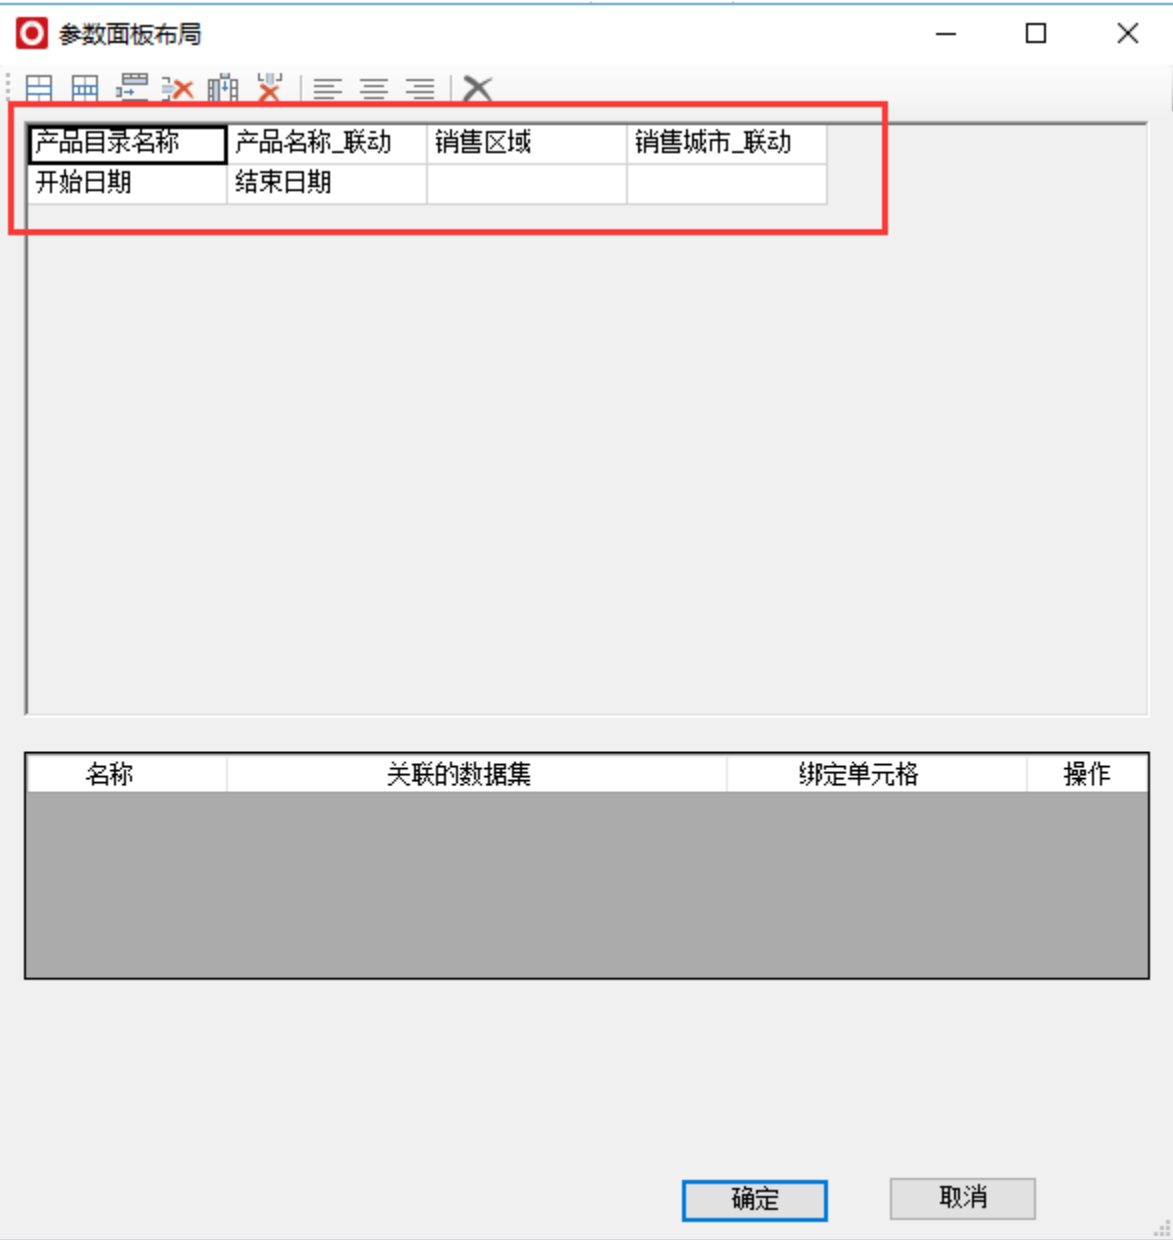 参数面板布局
产品目录名称 产品名称_联动 销售区域 销售城市_联动
开始日期 结束日期
名称 关联的数据集 绑定单元格 操作
确定 取消